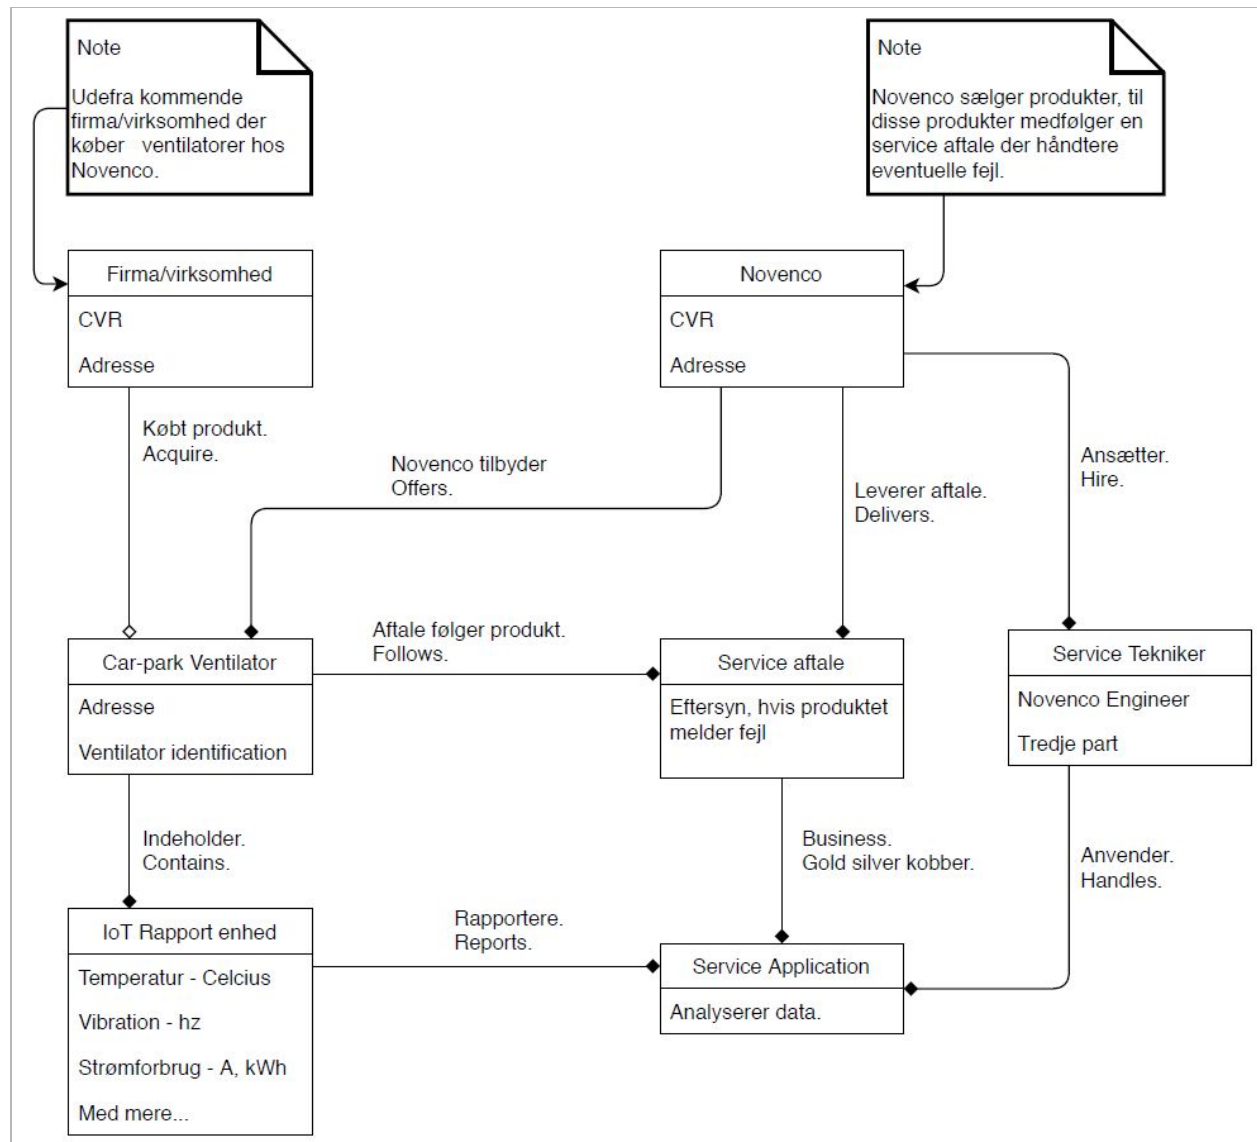 Note
Udefra kommende
firma/virksomhed der
køber ventilatorer hos
Novenco.
Note
Novenco sælger produkter, til
disse produkter medfølger en
service aftale der håndtere
eventuelle fejl.
Firma/virksomhed
CVR
Adresse
Novenco
CVR
Adresse
Købt produkt.
Acquire.
Novenco tilbyder
Offers.
Leverer aftale.
Delivers.
Ansætter.
Hire.
Car-park Ventilator
Adresse
Ventilator identification
Aftale følger produkt.
Follows.
Service aftale
Eftersyn, hvis produktet
melder fejl
Service Tekniker
Novenco Engineer
Tredje part
Indeholder.
Contains.
Business.
Gold silver kobber.
Anvender.
Handles.
IoT Rapport enhed
Temperatur - Celcius
Vibration - hz
Strømforbrug - A, kWh
Med mere...
Rapportere.
Reports.
Service Application
Analyserer data.